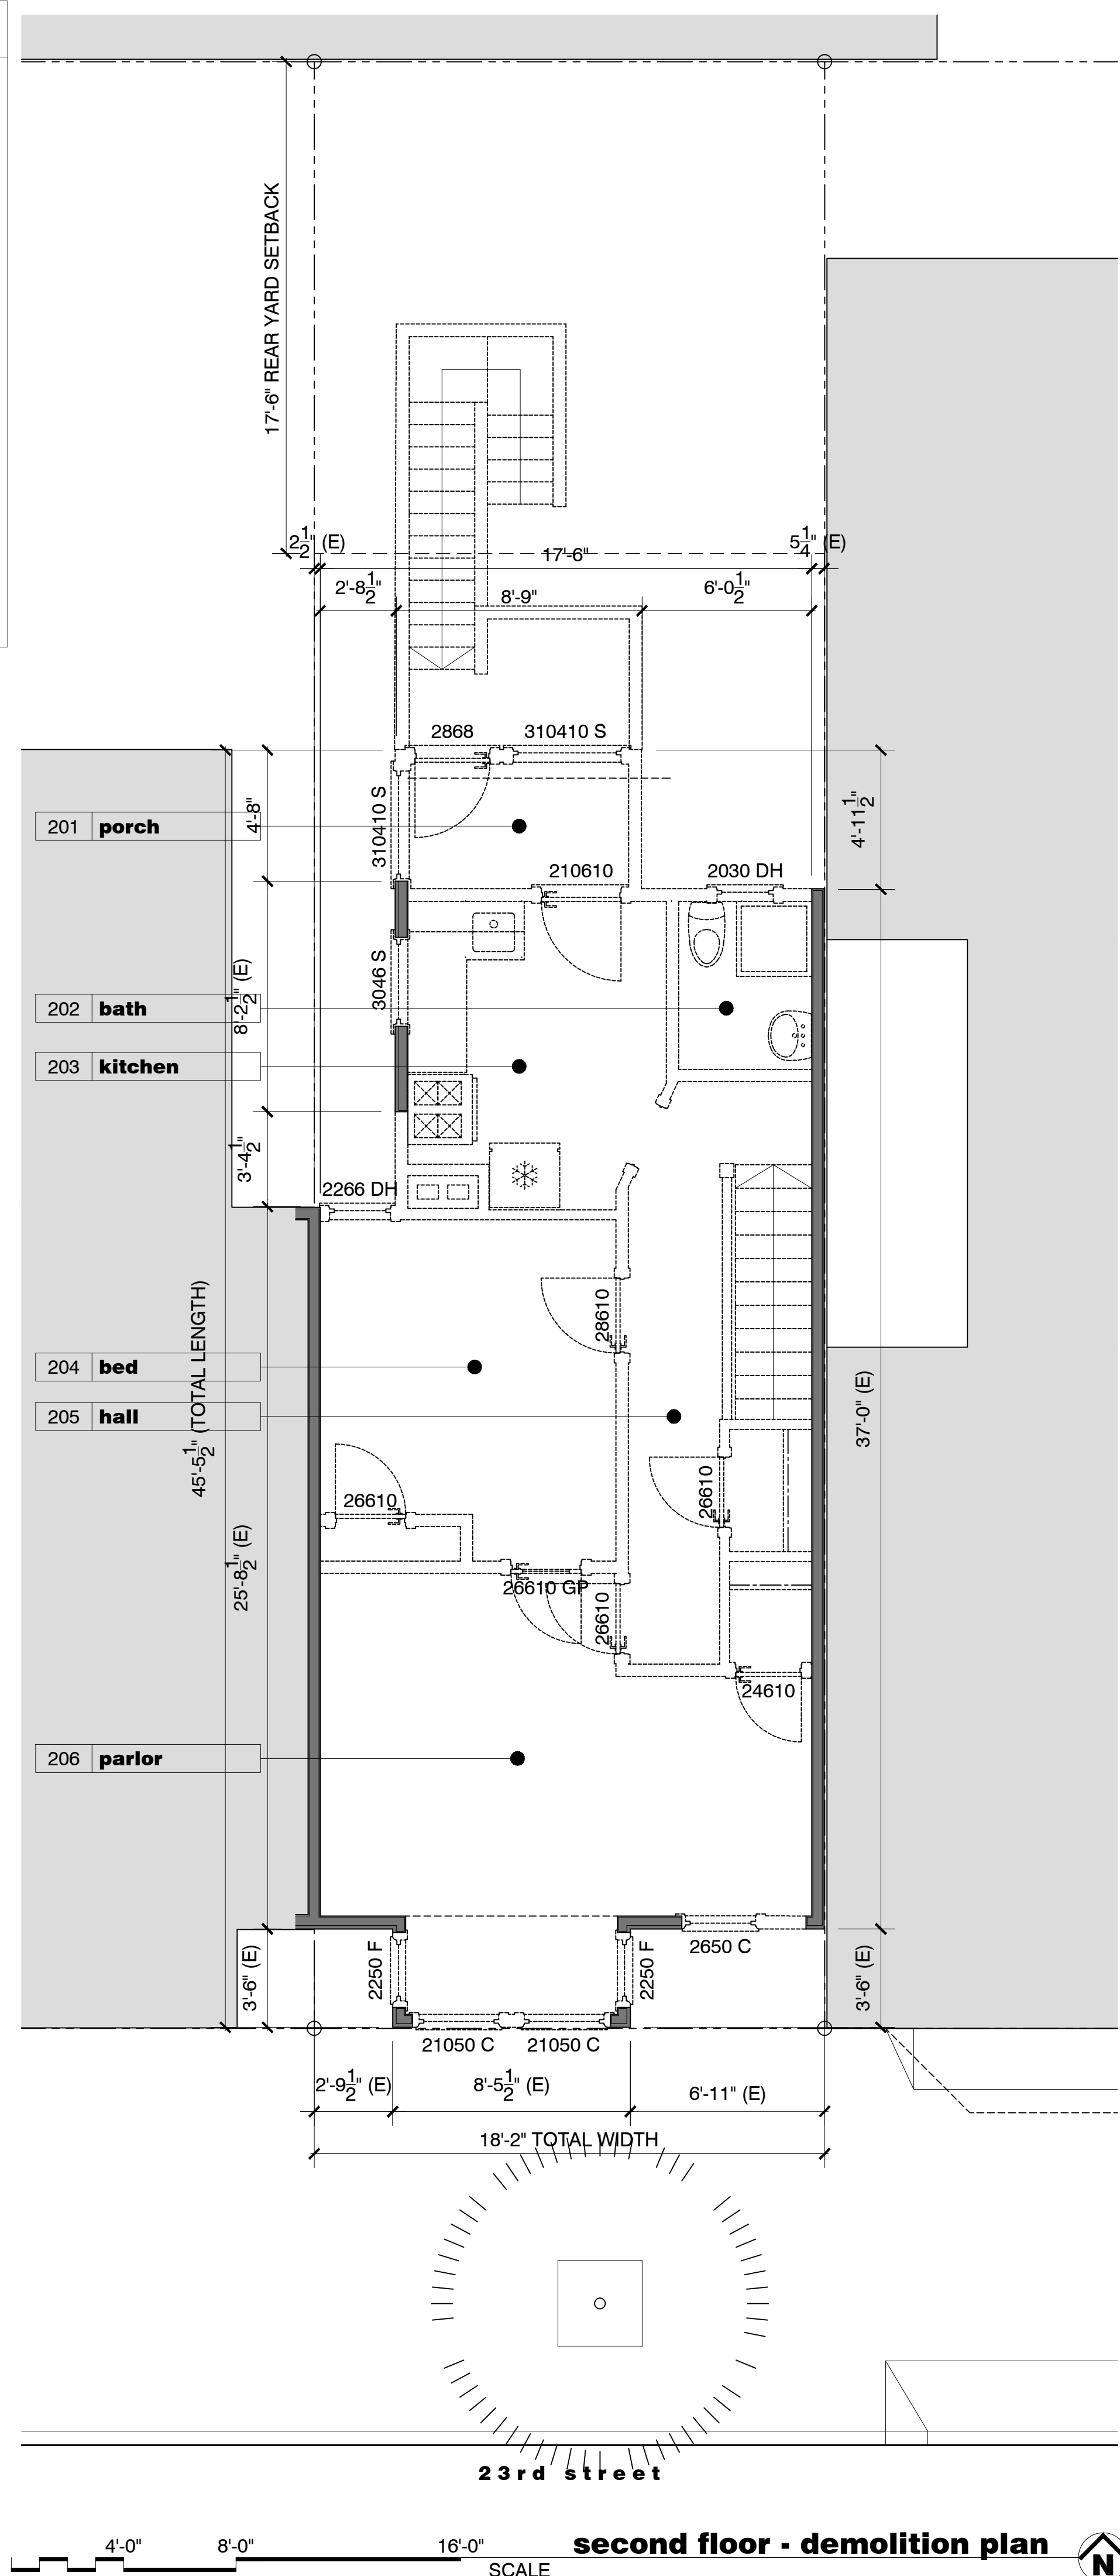 17'-6" REAR YARD SETBACK
2 1/2" (E)
17'-6"
5 1/4" (E)
2'-8 1/2"
8'-9"
6'-0 1/2"
2868
310410 S
4'-8"
310410 S
4'-11 1/2"
201 porch
210610
2030 DH
8'-2 1/2" (E)
3046 S
202 bath
203 kitchen
3'-4 1/2"
2266 DH
45'-5 1/2" (TOTAL LENGTH)
28610
204 bed
37'-0" (E)
205 hall
26610
26610
25'-8 1/2" (E)
26610 GP
26610
24610
206 parlor
3'-6" (E)
2250 F
2250 F
2650 C
3'-6" (E)
21050 C
21050 C
2'-9 1/2" (E)
8'-5 1/2" (E)
6'-11" (E)
18'-2" TOTAL WIDTH
23rd street
4'-0"
8'-0"
16'-0"
SCALE
second floor - demolition plan
N